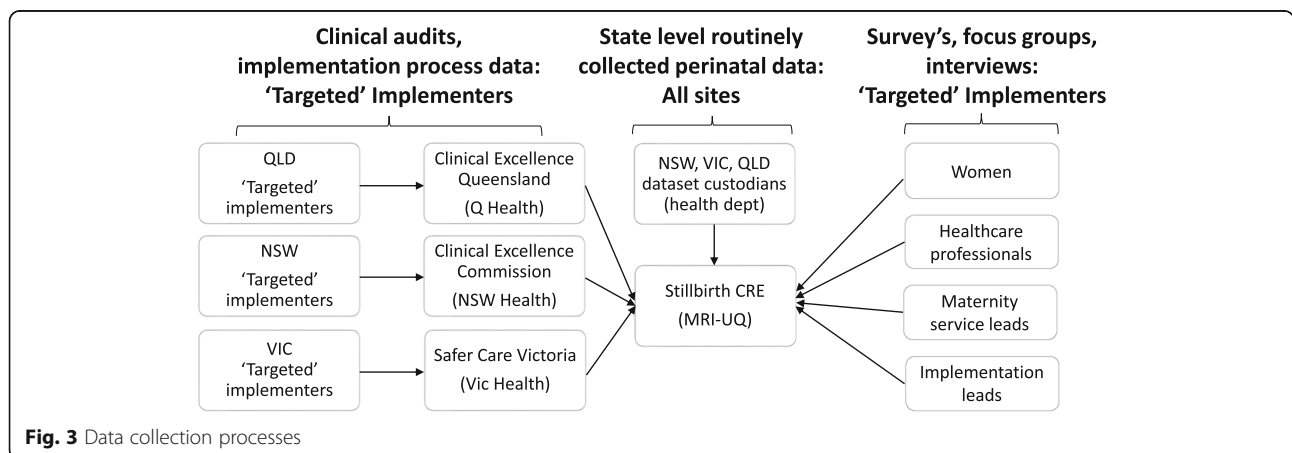 Clinical audits,
implementation process data:
'Targeted' Implementers
State level routinely
collected perinatal data:
All sites
Survey's, focus groups,
interviews:
'Targeted' Implementers
QLD
'Targeted'
implementers
Clinical Excellence
Queensland
(Q Health)
NSW
'Targeted'
implementers
Clinical Excellence
Commission
(NSW Health)
VIC
'Targeted'
implementers
Safer Care Victoria
(Vic Health)
NSW, VIC, QLD
dataset custodians
(health dept)
Stillbirth CRE
(MRI-UQ)
Women
Healthcare
professionals
Maternity
service leads
Implementation
leads
Fig. 3 Data collection processes